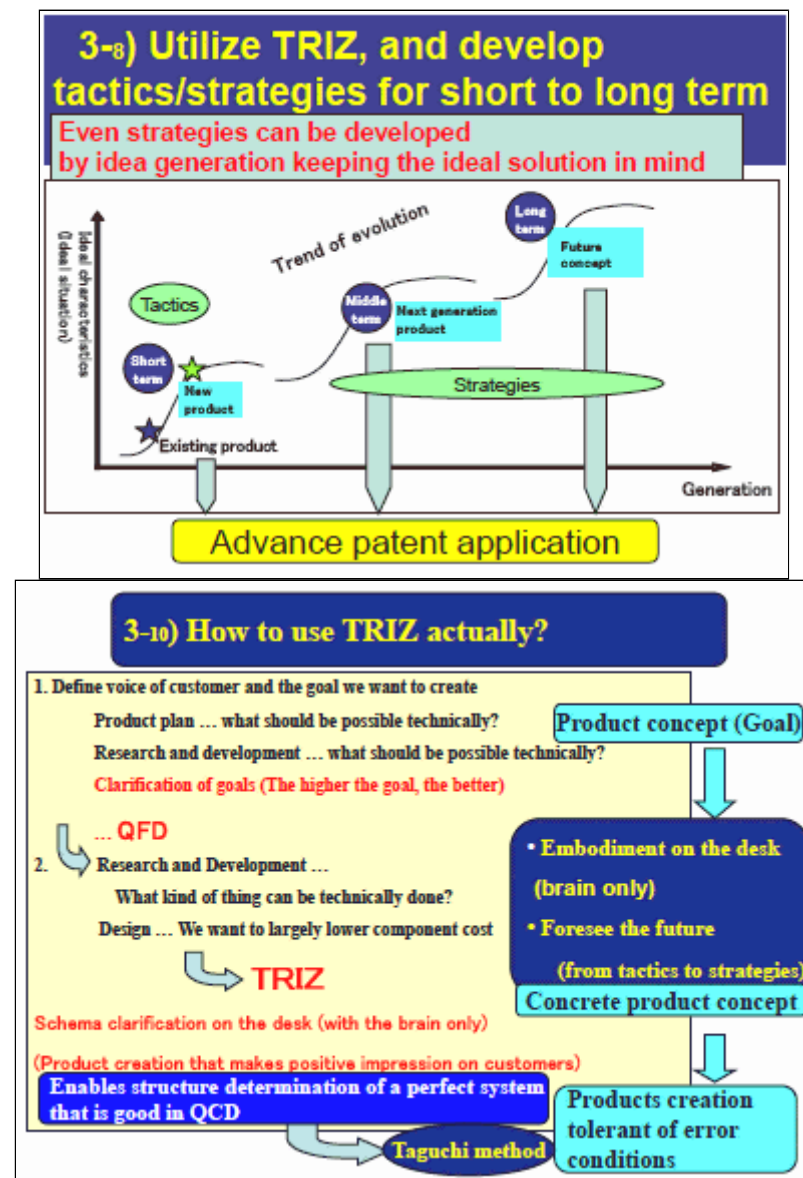 3-8) Utilize TRIZ, and develop
tactics/strategies for short to long term
Even strategies can be developed
by idea generation keeping the ideal solution in mind
Ideal characteristics
(Ideal situation)
Trend of evolution
Long
term
Future
concept
Tactics
Middle
term
Next generation
product
Short
term
New
product
Strategies
Existing product
Generation
Advance patent application
3-10) How to use TRIZ actually?
1. Define voice of customer and the goal we want to create
Product plan … what should be possible technically?
Research and development … what should be possible technically?
Clarification of goals (The higher the goal, the better)
Product concept (Goal)
… QFD
2. Research and Development …
What kind of thing can be technically done?
Design … We want to largely lower component cost
• Embodiment on the desk
(brain only)
• Foresee the future
(from tactics to strategies)
TRIZ
Concrete product concept
Schema clarification on the desk (with the brain only)
(Product creation that makes positive impression on customers)
Enables structure determination of a perfect system
that is good in QCD
Taguchi method
Products creation
tolerant of error
conditions